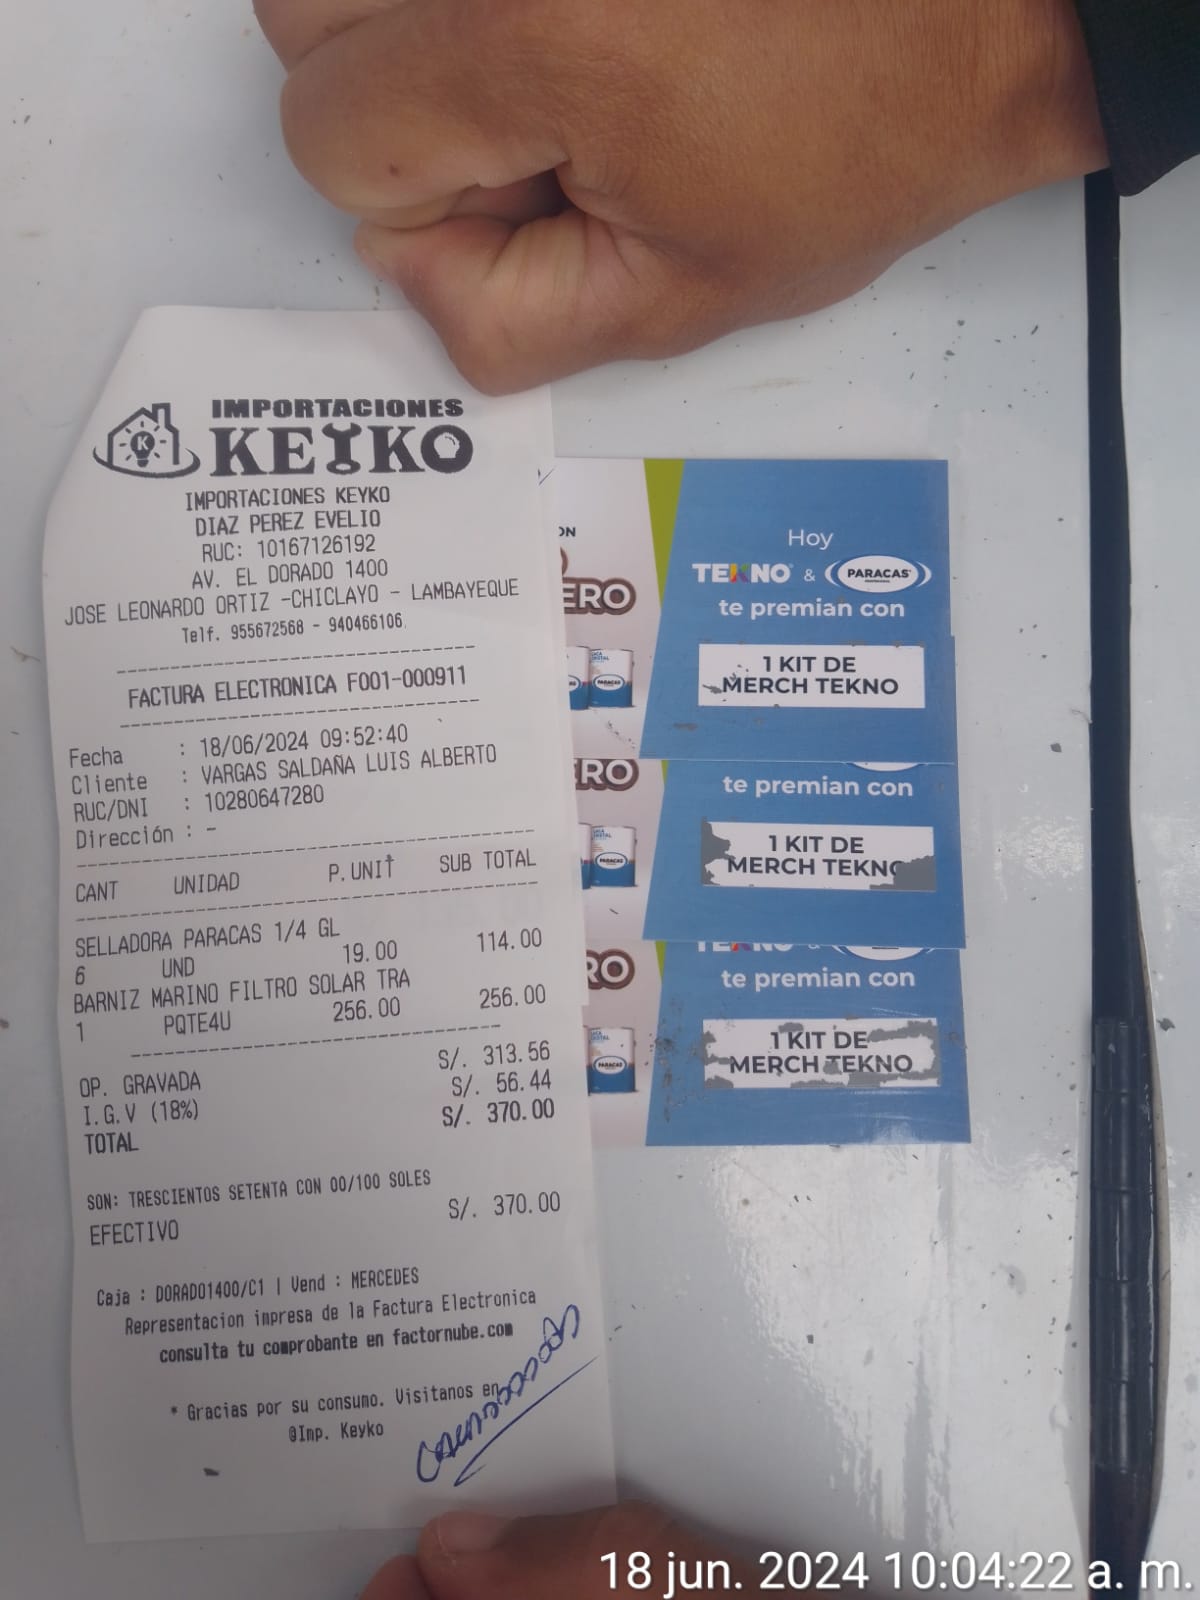 IMPORTACIONES
KEYKO
IMPORTACIONES KEYKO
DIAZ PEREZ EVELIO
RUC: 10167126192
AV. EL DORADO 1400
JOSE LEONARDO ORTIZ -CHICLAYO - LAMBAYEQUE
Telf. 955672568 - 940466106
FACTURA ELECTRONICA F001-000911
Fecha : 18/06/2024 09:52:40
Cliente : VARGAS SALDAÑA LUIS ALBERTO
RUC/DNI : 10280647280
Dirección : -
CANT UNIDAD P.UNIT SUB TOTAL
SELLADORA PARACAS 1/4 GL
6 UND 19.00 114.00
BARNIZ MARINO FILTRO SOLAR TRA
1 PQTE4U 256.00 256.00
OP. GRAVADA S/. 313.56
I.G.V (18%) S/. 56.44
TOTAL S/. 370.00
SON: TRESCIENTOS SETENTA CON 00/100 SOLES
EFECTIVO S/. 370.00
Caja : DORADO1400/C1 | Vend : MERCEDES
Representacion impresa de la Factura Electronica
consulta tu comprobante en factornube.com
* Gracias por su consumo. Visitanos en
@Imp. Keyko
ON
ERO
PARACAS
Hoy
TEKNO & PARACAS
te premian con
1 KIT DE
MERCH TEKNO
RO
PARACAS
te premian con
1 KIT DE
MERCH TEKNO
RO
PARACAS
TEKNO &
te premian con
1 KIT DE
MERCH TEKNO
18 jun. 2024 10:04:22 a. m.